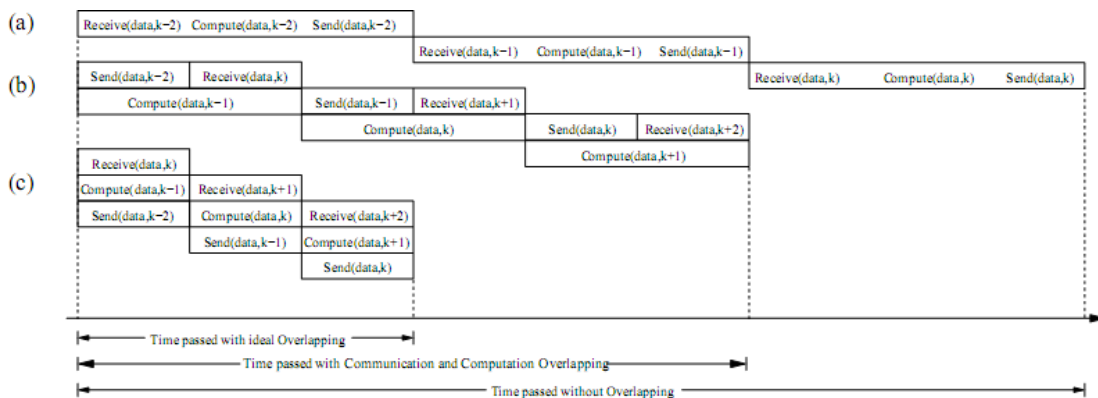 (a) Receive(data,k−2) Compute(data,k−2) Send(data,k−2)
Receive(data,k−1) Compute(data,k−1) Send(data,k−1)
Receive(data,k) Compute(data,k) Send(data,k)
(b) Send(data,k−2) Receive(data,k)
Compute(data,k−1) Send(data,k−1) Receive(data,k+1)
Compute(data,k) Send(data,k) Receive(data,k+2)
Compute(data,k+1)
Receive(data,k)
(c) Compute(data,k−1) Receive(data,k+1)
Send(data,k−2) Compute(data,k) Receive(data,k+2)
Send(data,k−1) Compute(data,k+1)
Send(data,k)
Time passed with ideal Overlapping
Time passed with Communication and Computation Overlapping
Time passed without Overlapping